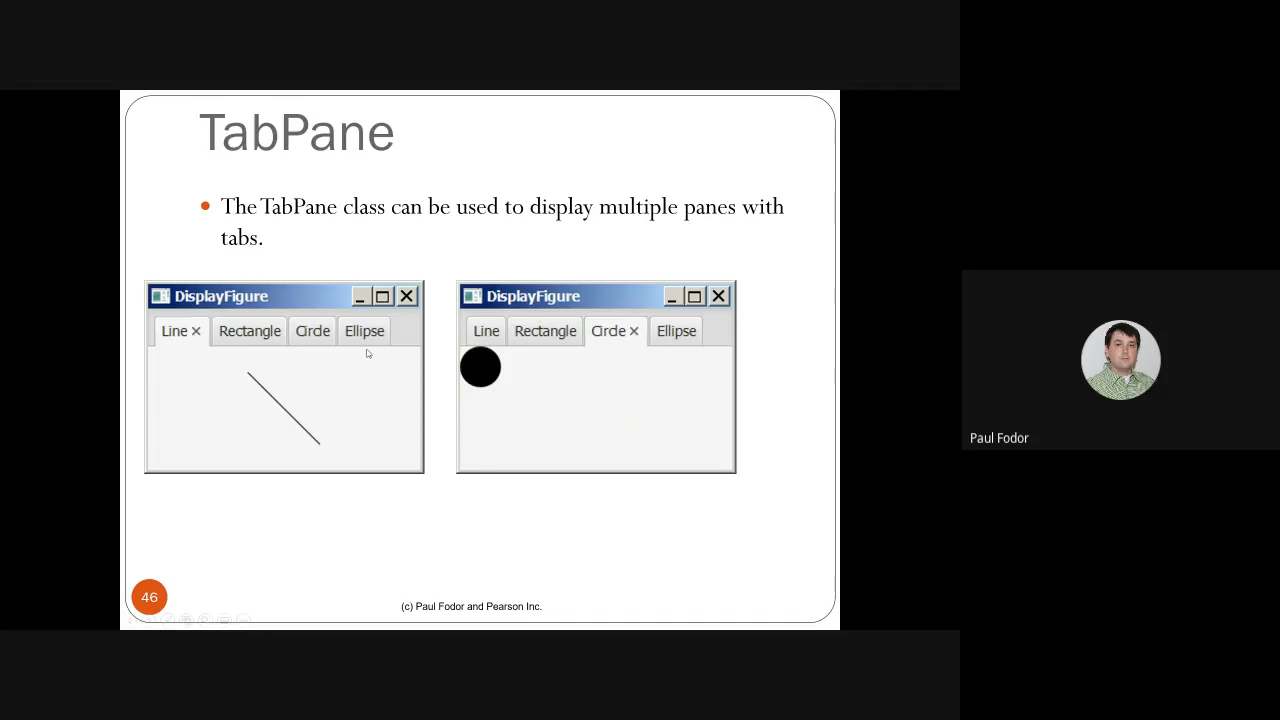 TabPane
• The TabPane class can be used to display multiple panes with
tabs.
DisplayFigure
Line × Rectangle Circle Ellipse
DisplayFigure
Line Rectangle Circle × Ellipse
46
(c) Paul Fodor and Pearson Inc.
Paul Fodor